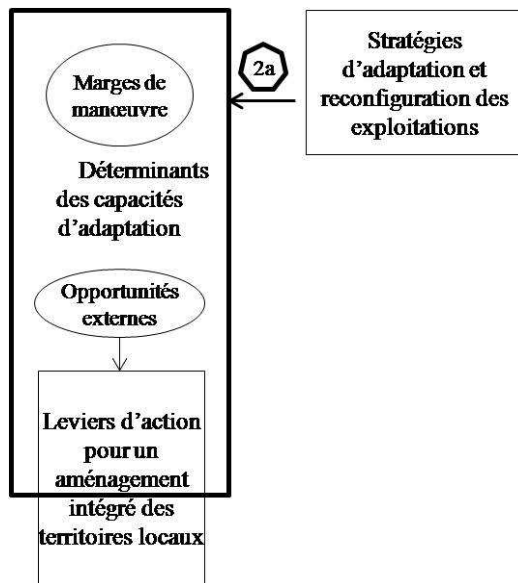 Marges de
manœuvre
Déterminants
des capacités
d'adaptation
Opportunités
externes
Leviers d'action
pour un
aménagement
intégré des
territoires locaux
2a
Stratégies
d'adaptation et
reconfiguration des
exploitations